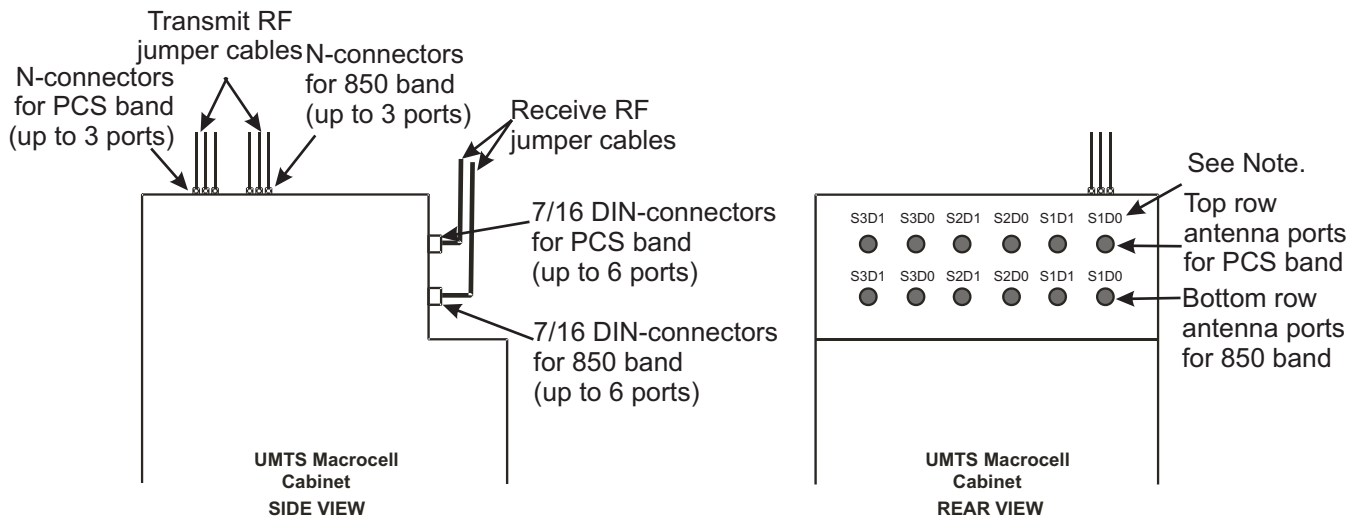 Transmit RF
jumper cables
N-connectors
for PCS band
(up to 3 ports)
N-connectors
for 850 band
(up to 3 ports)
Receive RF
jumper cables
7/16 DIN-connectors
for PCS band
(up to 6 ports)
7/16 DIN-connectors
for 850 band
(up to 6 ports)
UMTS Macrocell
Cabinet
SIDE VIEW
See Note.
S3D1 S3D0 S2D1 S2D0 S1D1 S1D0
Top row
antenna ports
for PCS band
S3D1 S3D0 S2D1 S2D0 S1D1 S1D0
Bottom row
antenna ports
for 850 band
UMTS Macrocell
Cabinet
REAR VIEW